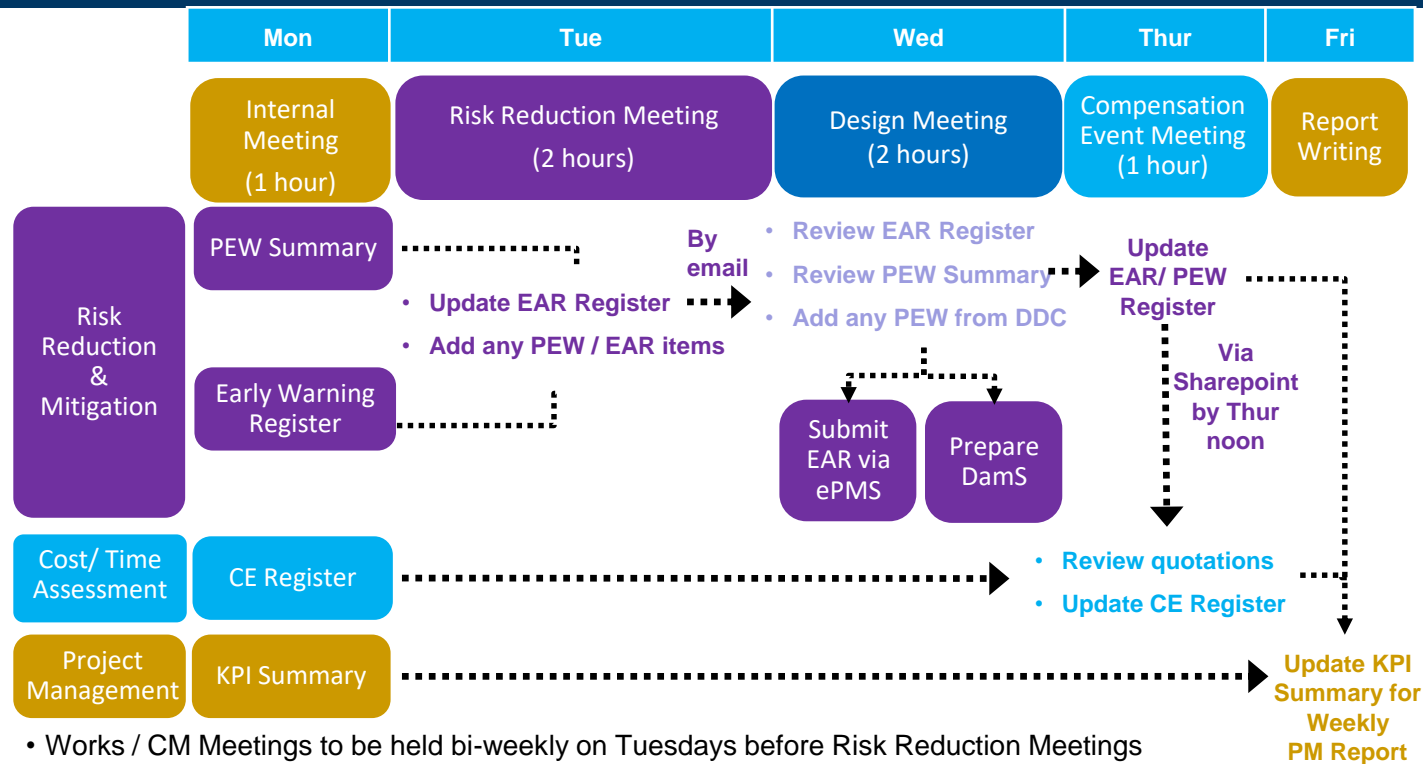 Mon
Tue
Wed
Thur
Fri
Internal
Meeting
(1 hour)
Risk Reduction Meeting
(2 hours)
Design Meeting
(2 hours)
Compensation
Event Meeting
(1 hour)
Report
Writing
Risk
Reduction
&
Mitigation
PEW Summary
Early Warning
Register
• Update EAR Register
• Add any PEW / EAR items
By
email
• Review EAR Register
• Review PEW Summary
• Add any PEW from DDC
Submit
EAR via
ePMS
Prepare
DamS
Update
EAR/ PEW
Register
Via
Sharepoint
by Thur
noon
Cost/ Time
Assessment
CE Register
• Review quotations
• Update CE Register
Project
Management
KPI Summary
Update KPI
Summary for
Weekly
PM Report
• Works / CM Meetings to be held bi-weekly on Tuesdays before Risk Reduction Meetings